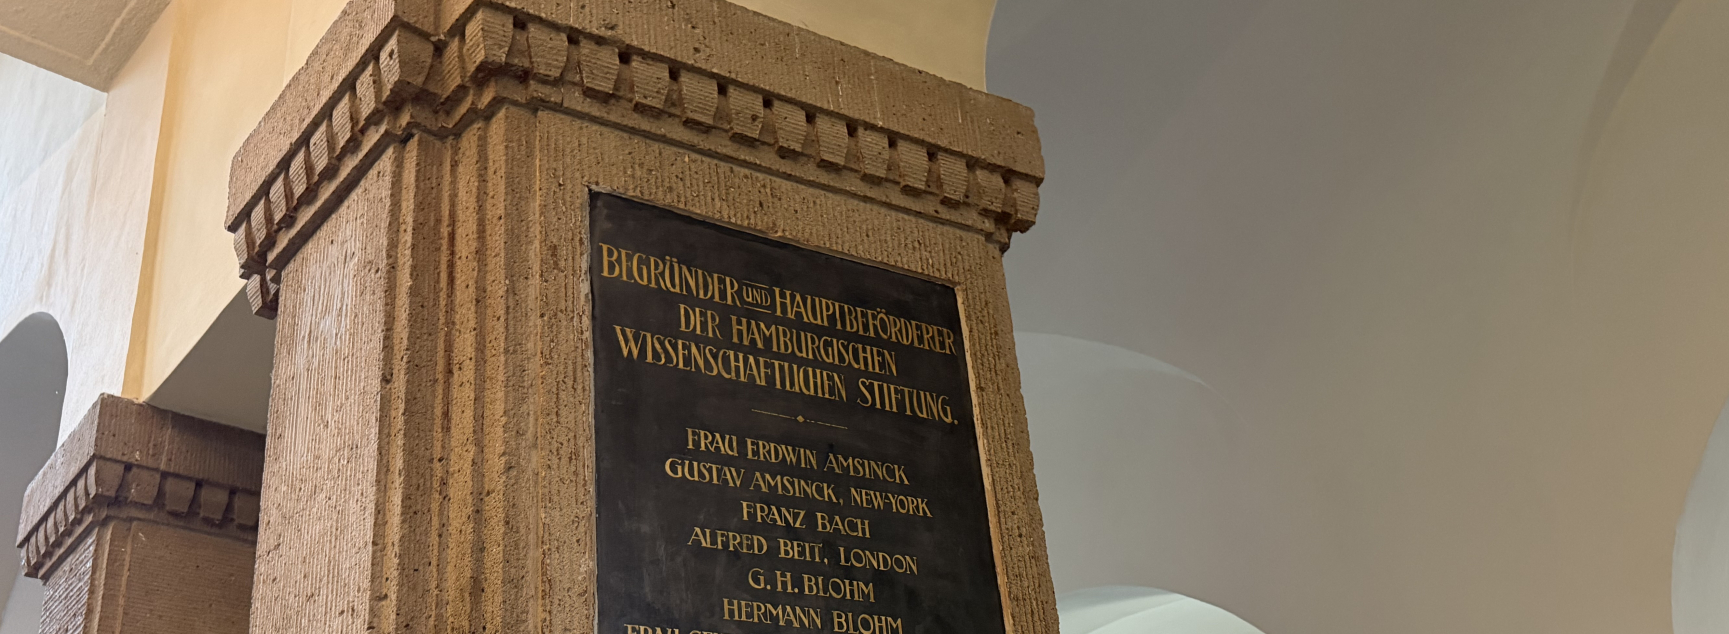 BEGRÜNDER UND HAUPTBEFÖRDERER
DER HAMBURGISCHEN
WISSENSCHAFTLICHEN STIFTUNG.
FRAU ERDWIN AMSINCK
GUSTAV AMSINCK, NEW-YORK
FRANZ BACH
ALFRED BEIT, LONDON
G. H. BLOHM
HERMANN BLOHM
FRAU